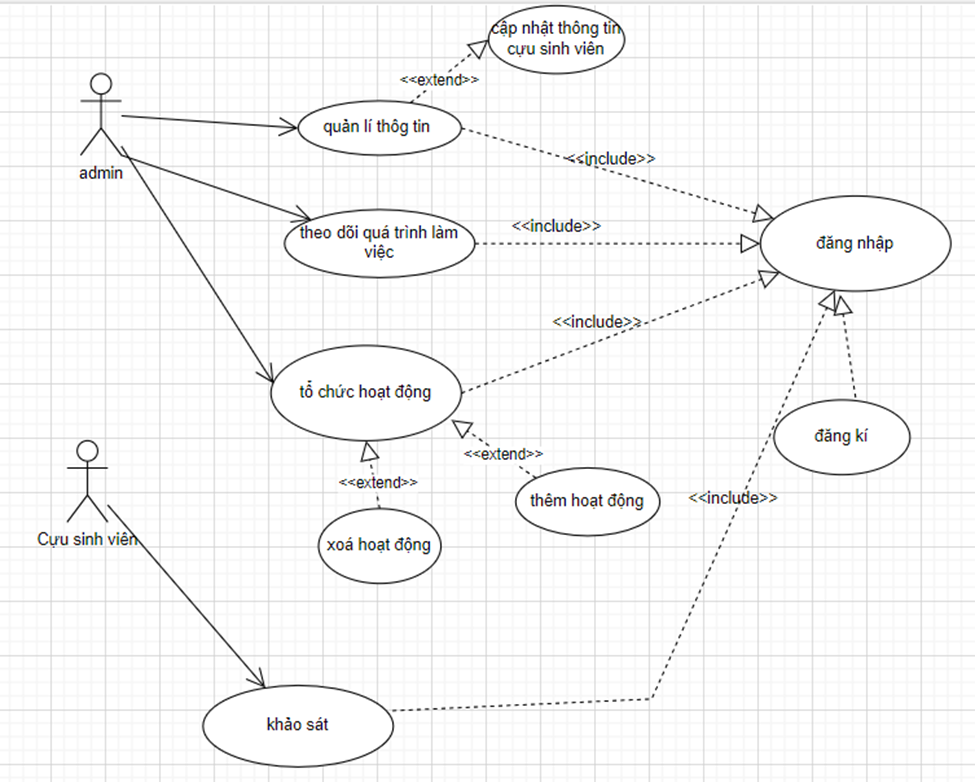 cập nhật thông tin
cựu sinh viên
<<extend>>
quản lí thôg tin
admin
<<include>>
theo dõi quá trình làm
việc
<<include>>
đăng nhập
<<include>>
tổ chức hoạt động
đăng kí
<<extend>>
<<extend>>
thêm hoạt động
<<include>>
Cựu sinh viên
xoá hoạt động
khảo sát